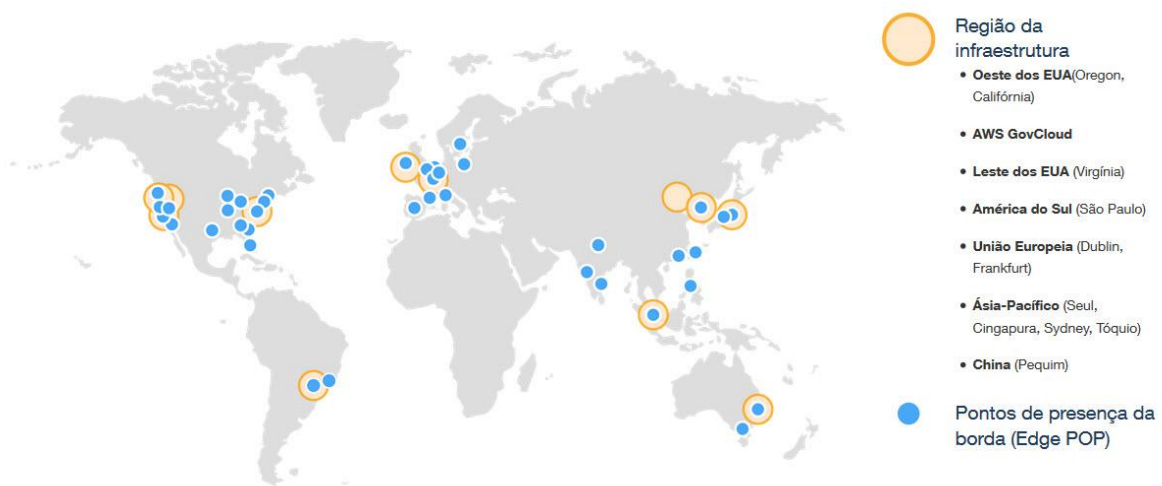 Região da
infraestrutura
• Oeste dos EUA(Oregon,
Califórnia)
• AWS GovCloud
• Leste dos EUA (Virgínia)
• América do Sul (São Paulo)
• União Europeia (Dublin,
Frankfurt)
• Ásia-Pacífico (Seul,
Cingapura, Sydney, Tóquio)
• China (Pequim)
Pontos de presença da
borda (Edge POP)